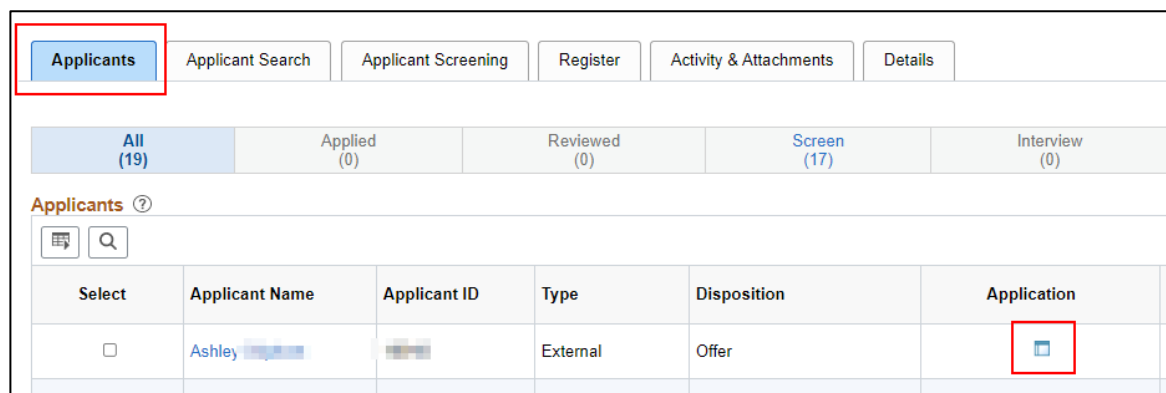 Applicants Applicant Search Applicant Screening Register Activity & Attachments Details
All Applied Reviewed Screen Interview
(19) (0) (0) (17) (0)
Applicants ?
Select Applicant Name Applicant ID Type Disposition Application
Ashley External Offer